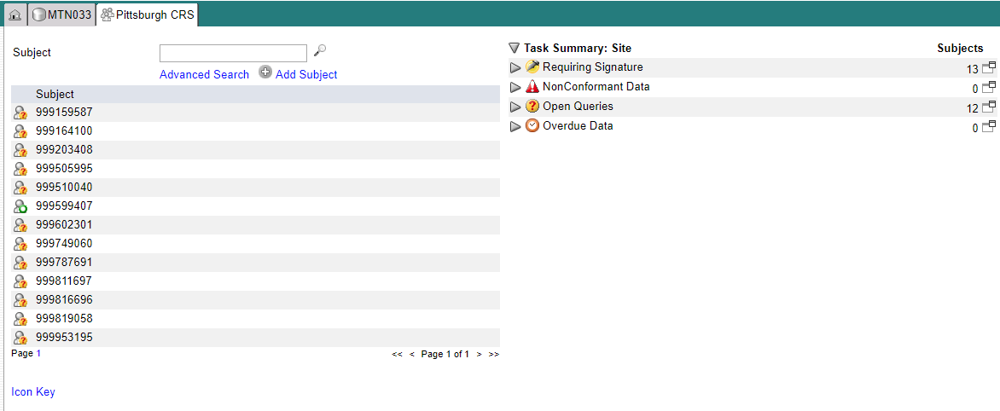 MTN033 Pittsburgh CRS
Subject
Advanced Search Add Subject
Subject
999159587
999164100
999203408
999505995
999510040
999599407
999602301
999749060
999787691
999811697
999816696
999819058
999953195
Page 1 << < Page 1 of 1 > >>
Icon Key
Task Summary: Site Subjects
Requiring Signature 13
NonConformant Data 0
Open Queries 12
Overdue Data 0